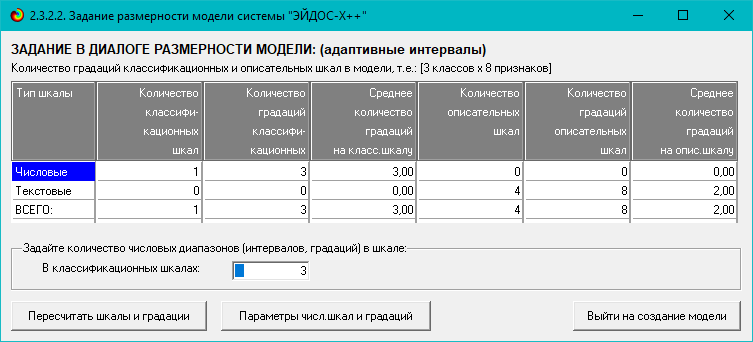 2.3.2.2. Задание размерности модели системы "ЭЙДОС-X++"
ЗАДАНИЕ В ДИАЛОГЕ РАЗМЕРНОСТИ МОДЕЛИ: (адаптивные интервалы)
Количество градаций классификационных и описательных шкал в модели, т.е.: [3 классов x 8 признаков]
Тип шкалы Количество Количество Среднее Количество Количество Среднее
классифи- градаций количество описательных градаций количество
кационных классифи- градаций шкал описательных градаций
шкал кационных на класс.шкалу шкал на опис.шкалу
Числовые 1 3 3,00 0 0 0,00
Текстовые 0 0 0,00 4 8 2,00
ВСЕГО: 1 3 3,00 4 8 2,00
Задайте количество числовых диапазонов (интервалов, градаций) в шкале:
В классификационных шкалах: 3
Пересчитать шкалы и градации Параметры числ.шкал и градаций Выйти на создание модели